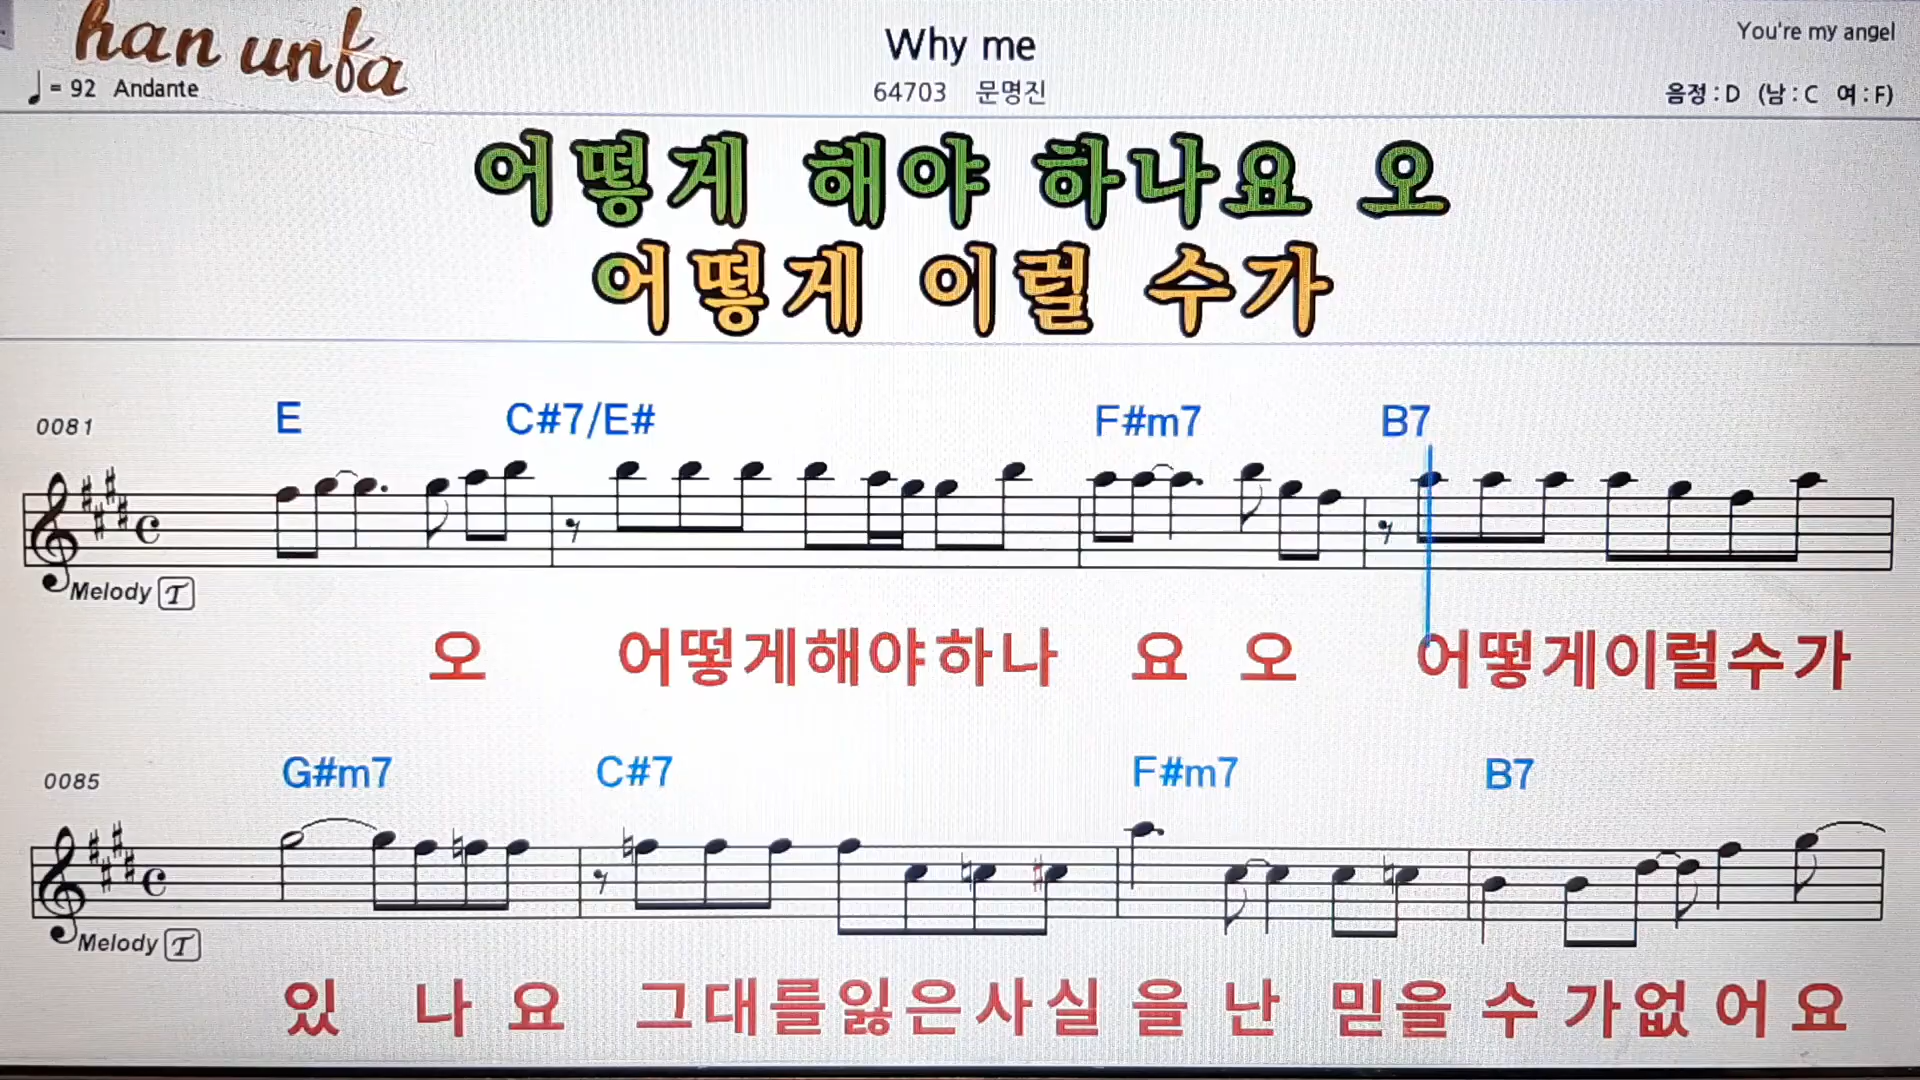 han unfa
Why me
You're my angel
♩= 92 Andante
64703 문명진
음정 : D (남 : C 여 : F)
어떻게 해야 하나요 오
어떻게 이럴 수가
0081 E C#7/E# F#m7 B7
Melody T
오 어떻게해야하나 요 오 어떻게이럴수가
0085 G#m7 C#7 F#m7 B7
Melody T
있 나 요 그대를잃은사실 을 난 믿을 수 가없 어 요